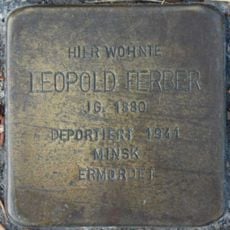 HIER WOHNTE
LEOPOLD FERBER
JG. 1880
DEPORTIERT 1941
MINSK
ERMORDET